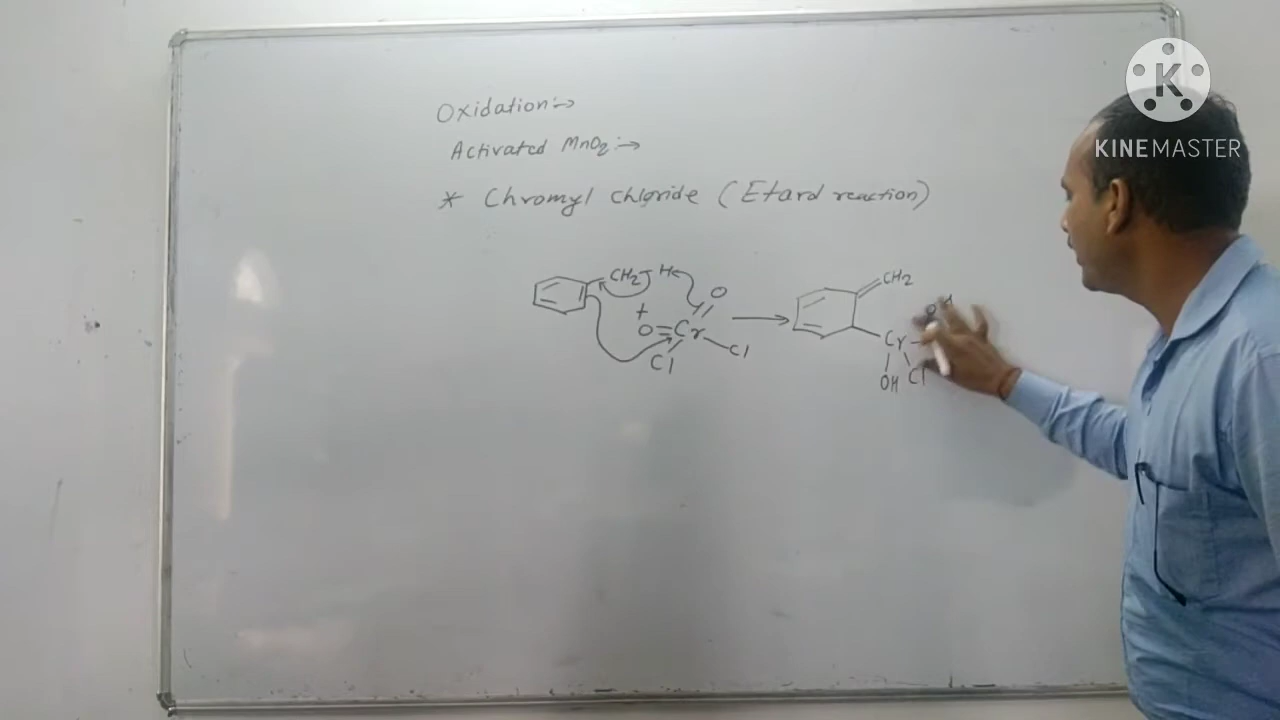 Oxidation:→
Activated MnO2:→
* Chromyl chloride (Etard reaction)
CH2 H
+ O
O=Cr
Cl Cl
→
CH2
Cr
OH Cl
K
KINEMASTER